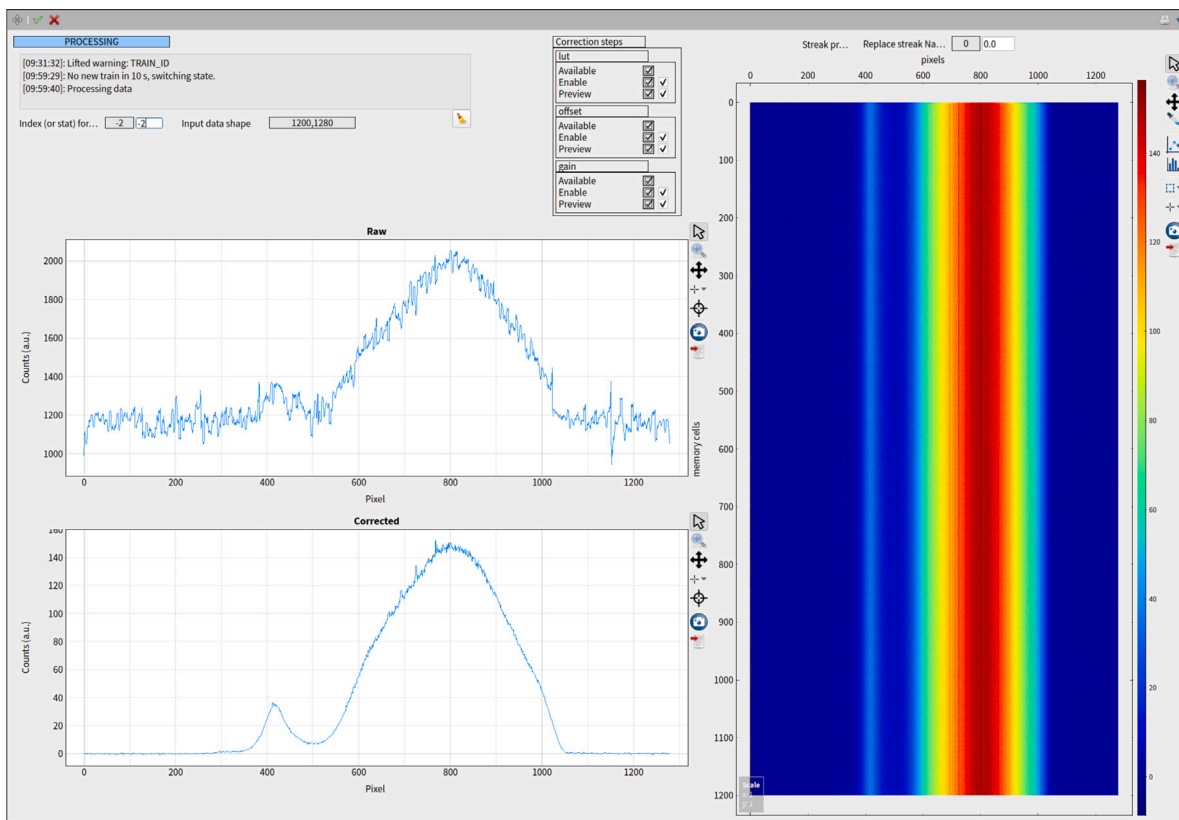 PROCESSING
[09:31:32]: Lifted warning: TRAIN_ID
[09:59:29]: No new train in 10 s, switching state.
[09:59:40]: Processing data
Index (or stat) for... -2 -2 Input data shape 1200,1280
Correction steps
lut
Available
Enable
Preview
offset
Available
Enable
Preview
gain
Available
Enable
Preview
Streak pr... Replace streak Na... 0 0.0
Raw
Counts (a.u.)
2000
1800
1600
1400
1200
1000
0 200 400 600 800 1000 1200
Pixel
Corrected
Counts (a.u.)
160
140
120
100
80
60
40
20
0
0 200 400 600 800 1000 1200
Pixel
pixels
0 200 400 600 800 1000 1200
memory cells
0
100
200
300
400
500
600
700
800
900
1000
1100
1200
140
120
100
80
60
40
20
0
Scale